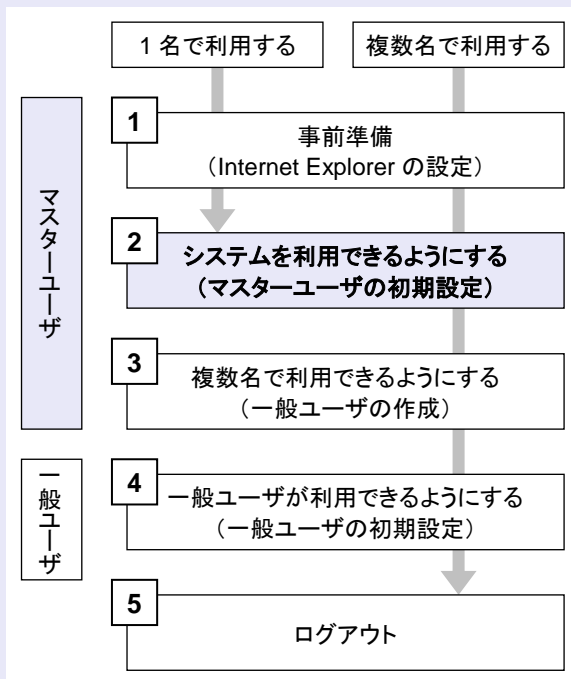 1 名で利用する
複数名で利用する
マスターユーザ
1
事前準備
（Internet Explorer の設定）
2
システムを利用できるようにする
（マスターユーザの初期設定）
3
複数名で利用できるようにする
（一般ユーザの作成）
一般ユーザ
4
一般ユーザが利用できるようにする
（一般ユーザの初期設定）
5
ログアウト